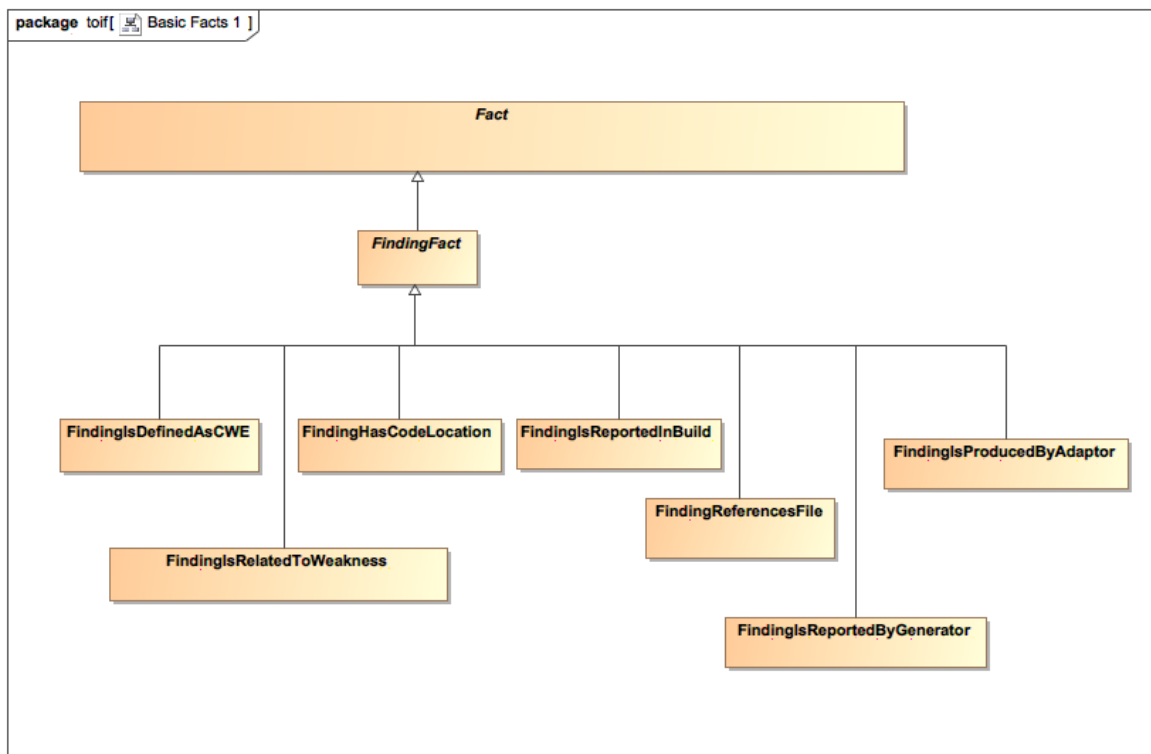 package toif[ Basic Facts 1 ]
Fact
FindingFact
FindingIsDefinedAsCWE
FindingHasCodeLocation
FindingIsReportedInBuild
FindingIsProducedByAdaptor
FindingReferencesFile
FindingIsRelatedToWeakness
FindingIsReportedByGenerator